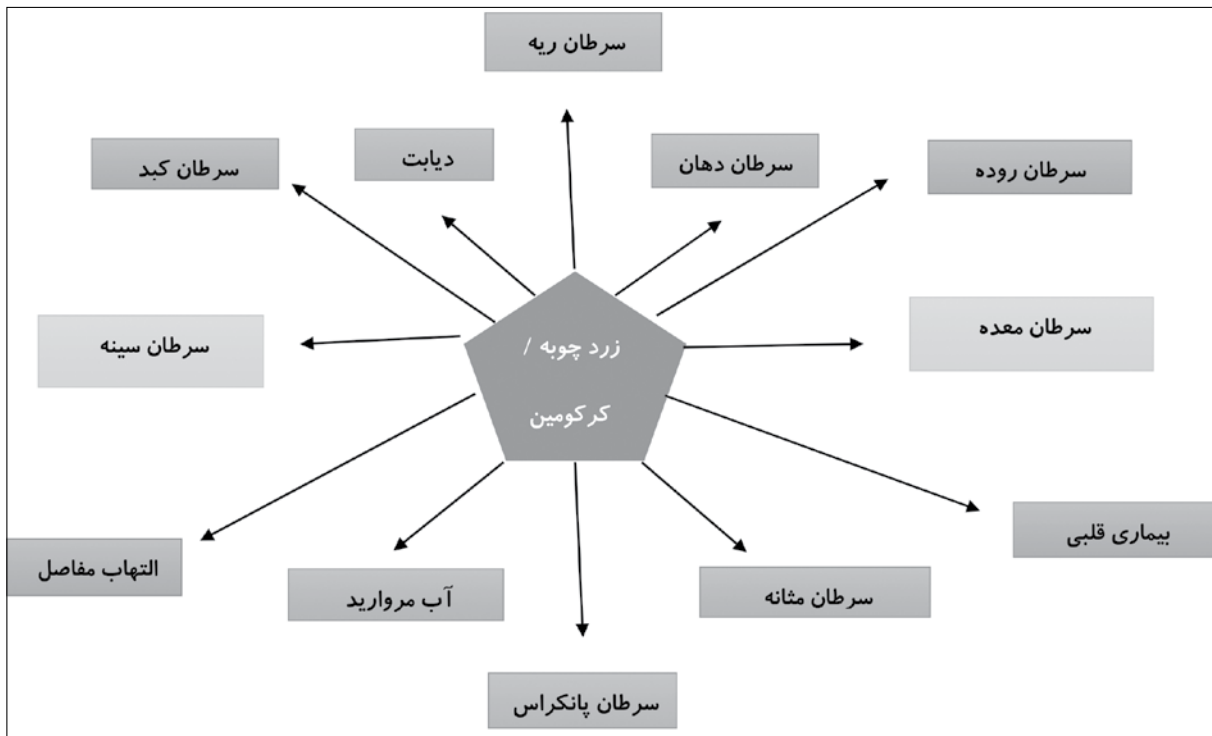 سرطان ریه
دیابت
سرطان دهان
سرطان کبد
سرطان روده
سرطان سینه
زرد چوبه /
کرکومین
سرطان معده
التهاب مفاصل
آب مروارید
سرطان مثانه
بیماری قلبی
سرطان پانکراس